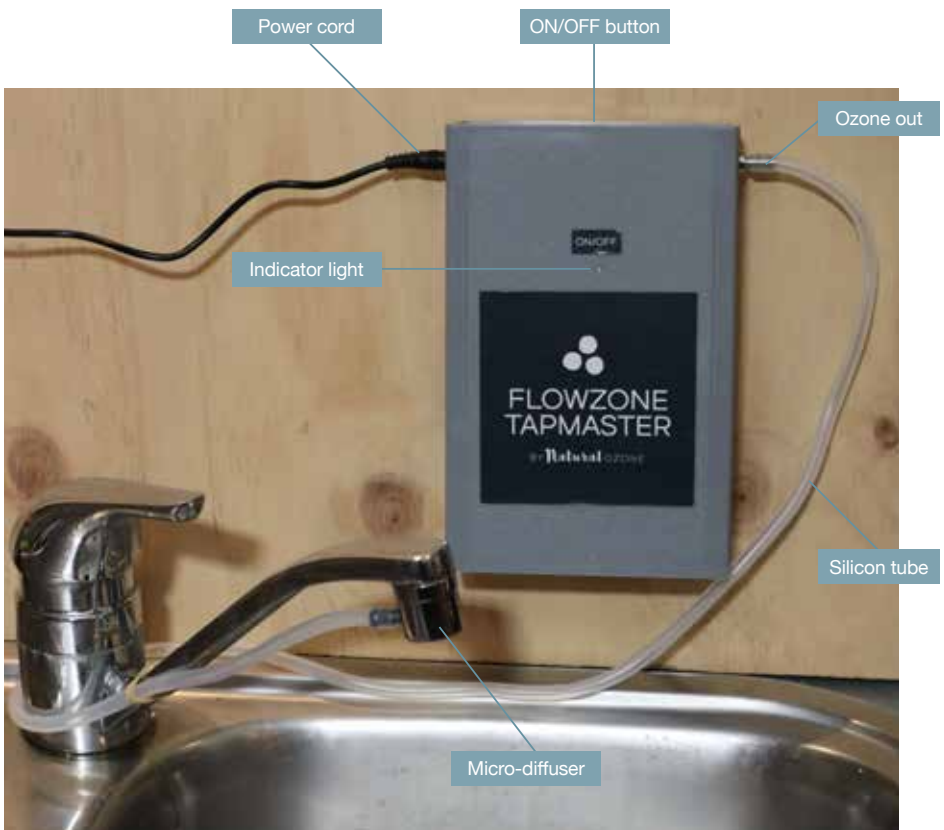 Power cord
ON/OFF button
Ozone out
ON/OFF
Indicator light
FLOWZONE
TAPMASTER
BY Natural OZONE
Silicon tube
Micro-diffuser